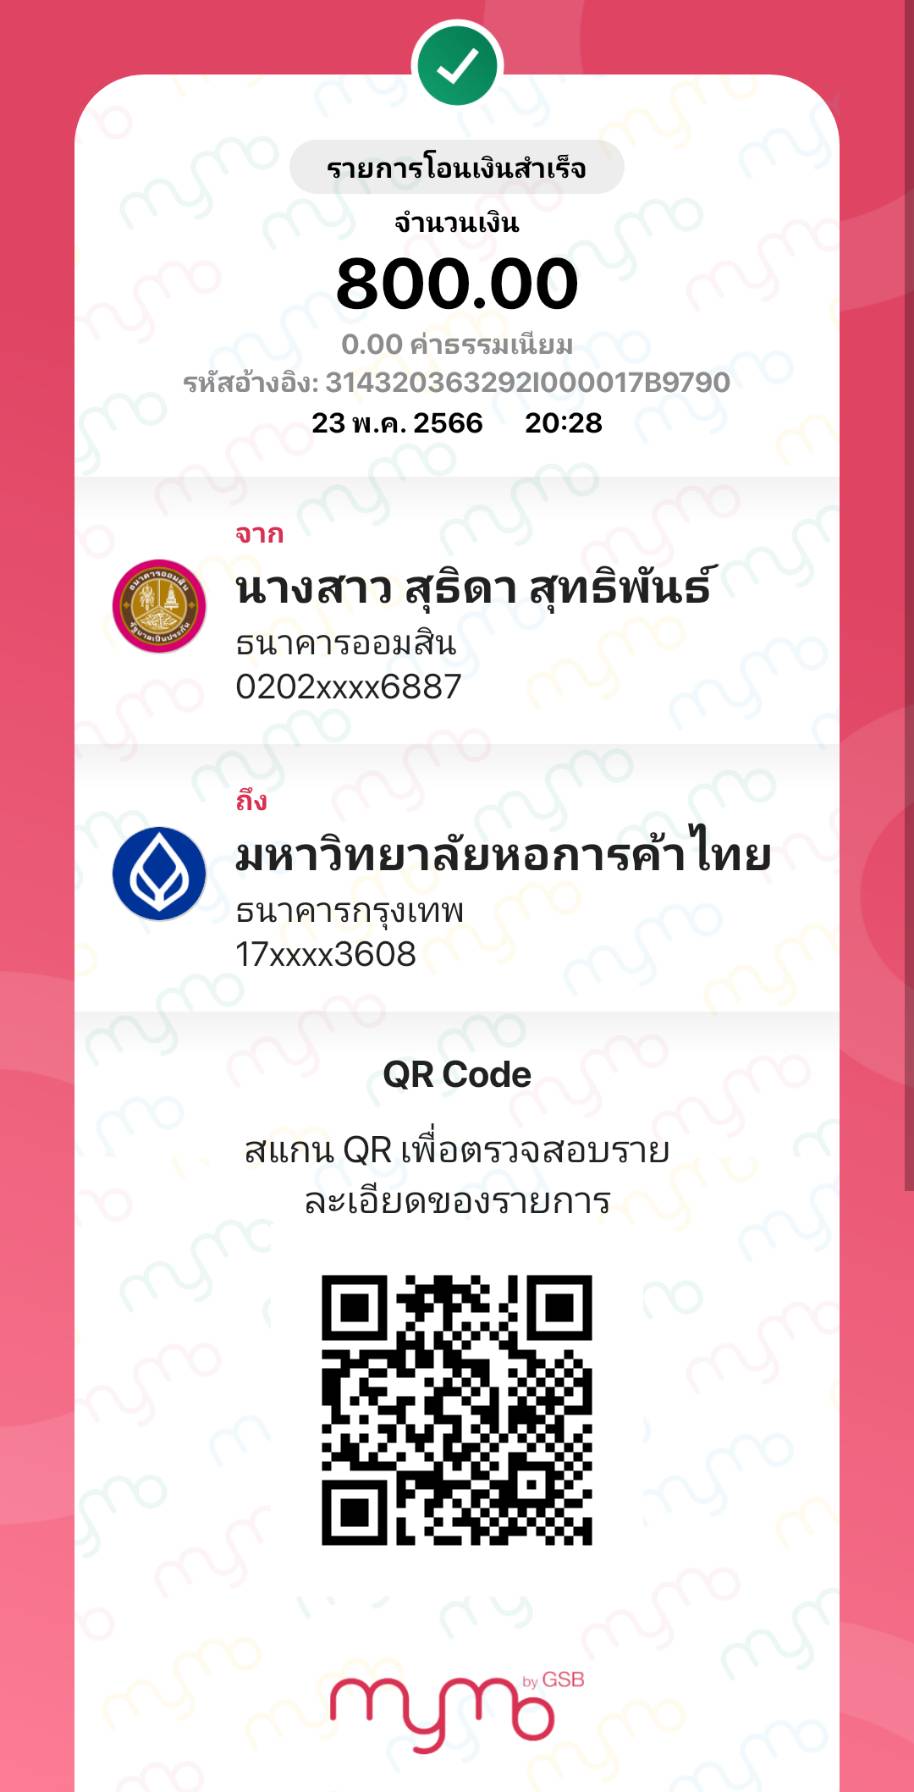 รายการโอนเงินสำเร็จ
จำนวนเงิน
800.00
0.00 ค่าธรรมเนียม
รหัสอ้างอิง: 314320363292I000017B9790
23 พ.ค. 2566 20:28
จาก
นางสาว สุธิดา สุทธิพันธ์
ธนาคารออมสิน
0202xxxx6887
ถึง
มหาวิทยาลัยหอการค้าไทย
ธนาคารกรุงเทพ
17xxxx3608
QR Code
สแกน QR เพื่อตรวจสอบราย
ละเอียดของรายการ
mymo by GSB